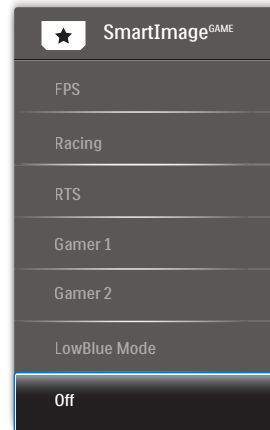 SmartImageGAME
FPS
Racing
RTS
Gamer 1
Gamer 2
LowBlue Mode
Off